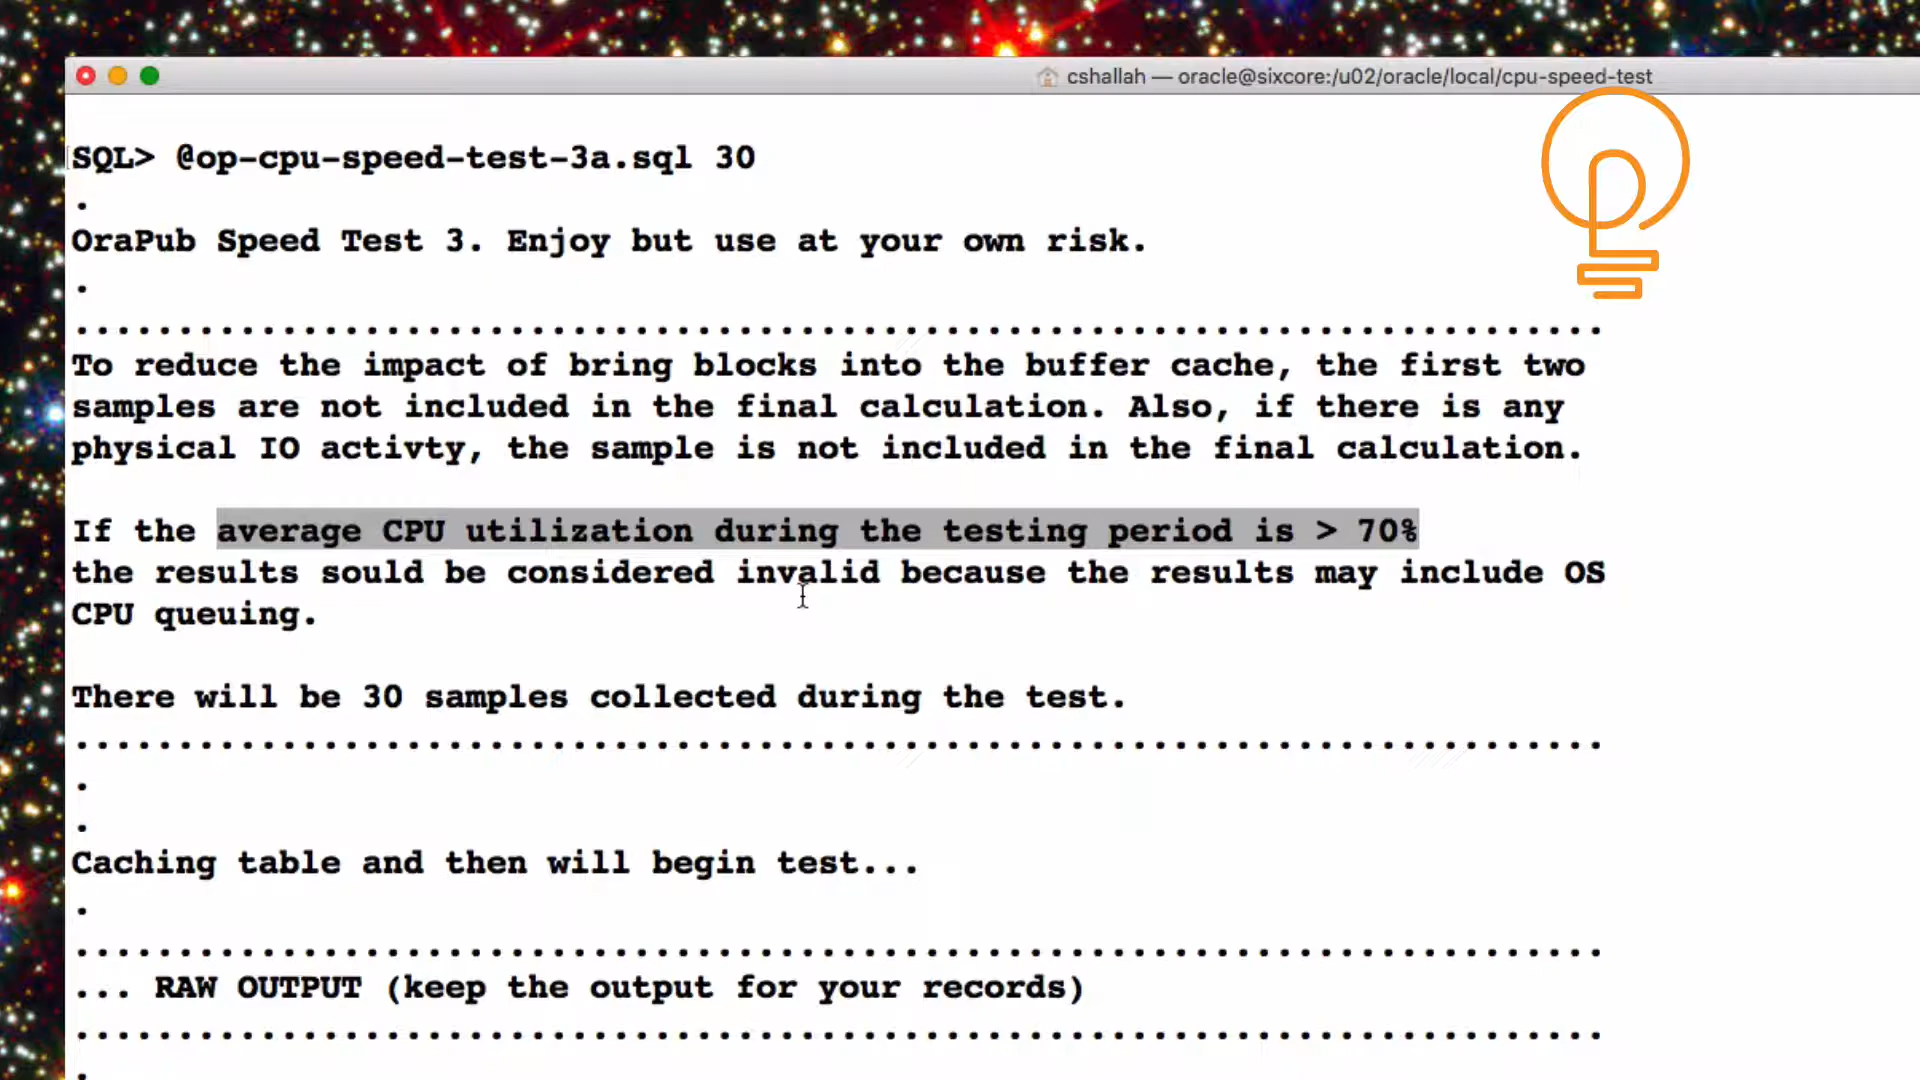 cshallah — oracle@sixcore:/u02/oracle/local/cpu-speed-test
SQL> @op-cpu-speed-test-3a.sql 30
.
OraPub Speed Test 3. Enjoy but use at your own risk.
.
..........................................................................
To reduce the impact of bring blocks into the buffer cache, the first two
samples are not included in the final calculation. Also, if there is any
physical IO activty, the sample is not included in the final calculation.
If the average CPU utilization during the testing period is > 70%
the results sould be considered invalid because the results may include OS
CPU queuing.
There will be 30 samples collected during the test.
..........................................................................
.
.
Caching table and then will begin test...
.
..........................................................................
... RAW OUTPUT (keep the output for your records)
..........................................................................
.